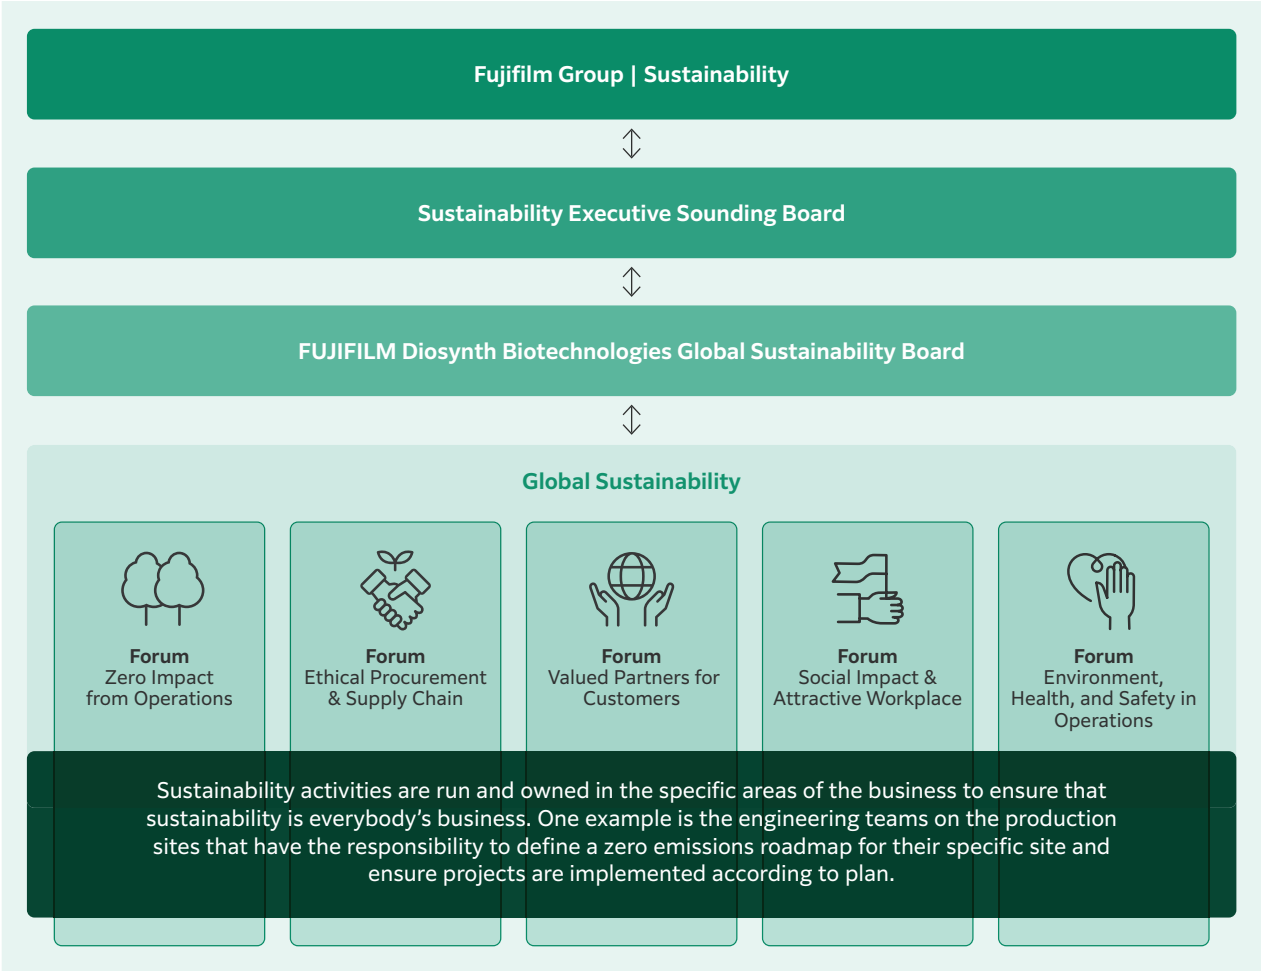 Fujifilm Group | Sustainability
Sustainability Executive Sounding Board
FUJIFILM Diosynth Biotechnologies Global Sustainability Board
Global Sustainability
Forum
Zero Impact
from Operations
Forum
Ethical Procurement
& Supply Chain
Forum
Valued Partners for
Customers
Forum
Social Impact &
Attractive Workplace
Forum
Environment,
Health, and Safety in
Operations
Sustainability activities are run and owned in the specific areas of the business to ensure that
sustainability is everybody’s business. One example is the engineering teams on the production
sites that have the responsibility to define a zero emissions roadmap for their specific site and
ensure projects are implemented according to plan.